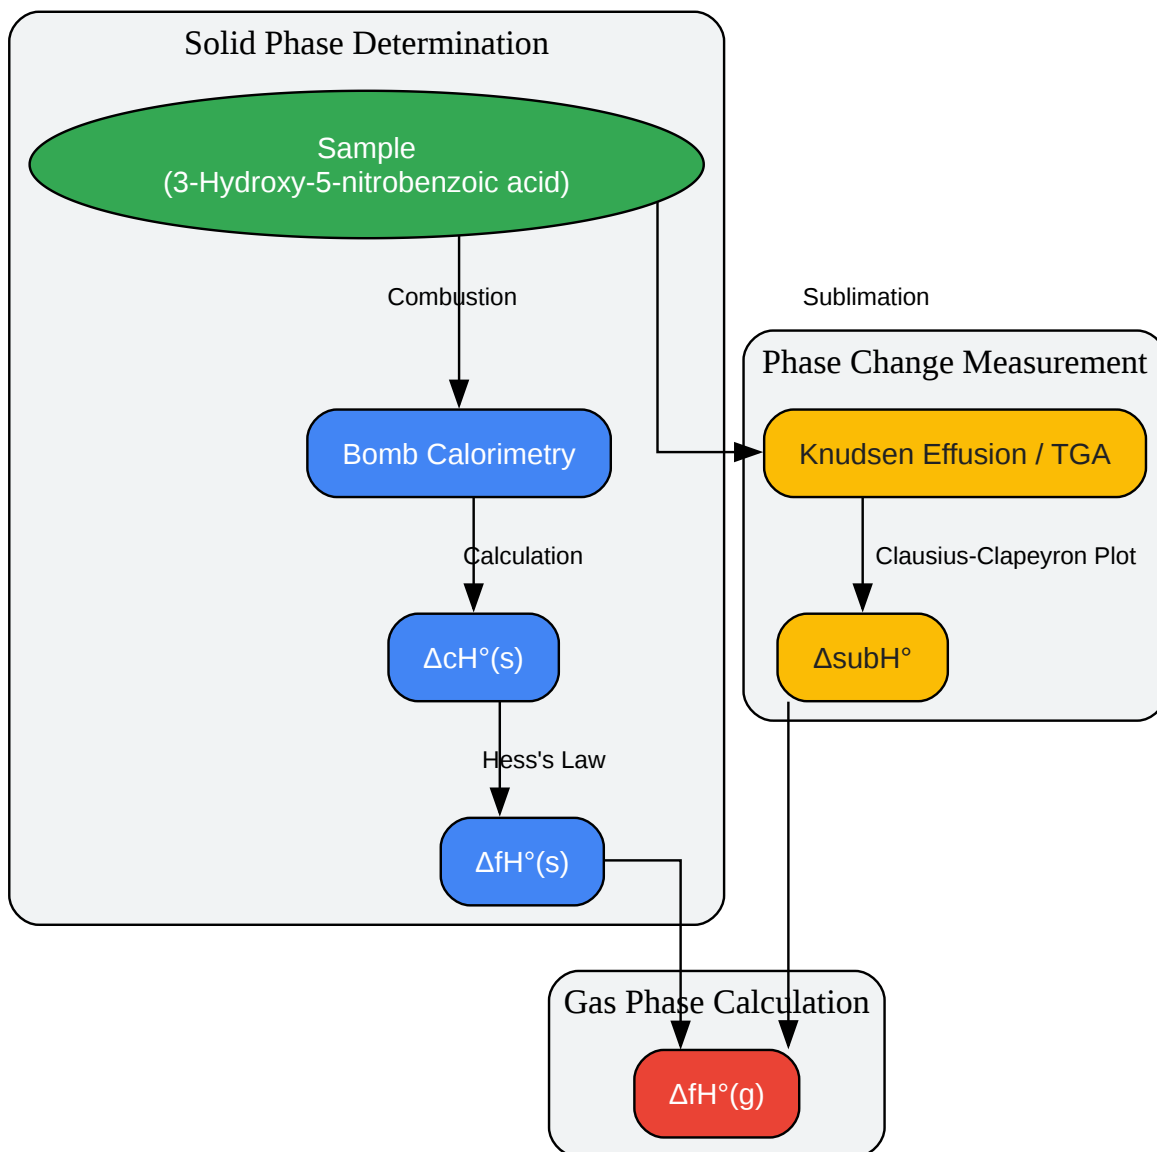 Solid Phase Determination
Sample
(3-Hydroxy-5-nitrobenzoic acid)
Combustion
Sublimation
Phase Change Measurement
Bomb Calorimetry
Knudsen Effusion / TGA
Calculation
Clausius-Clapeyron Plot
ΔcH°(s)
ΔsubH°
Hess's Law
ΔfH°(s)
Gas Phase Calculation
ΔfH°(g)